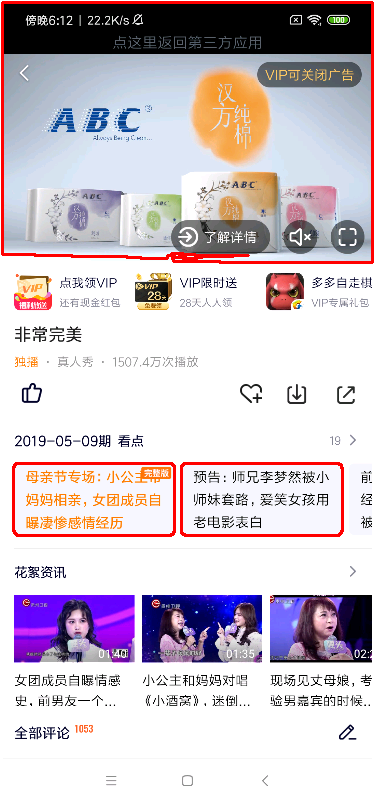 傍晚6:12 22.2K/s 100
点这里返回第三方应用
VIP可关闭广告
ABC
Always Being Clean...
汉方纯棉
ABC
ABC
了解详情
点我领VIP
还有现金红包
VIP限时送
28天人人领
多多自走棋
VIP专属礼包
非常完美
独播 · 真人秀 · 1507.4万次播放
2019-05-09期 看点 19
母亲节专场：小公主带
完整版
妈妈相亲，女团成员自
曝凄惨感情经历
预告：师兄李梦然被小
师妹套路，爱笑女孩用
老电影表白
前
经
被
花絮资讯
01:40
01:35
女团成员自曝情感
史，前男友一个...
小公主和妈妈对唱
《小酒窝》，迷倒...
现场见丈母娘，考
验男嘉宾的时候...
全部评论 1053